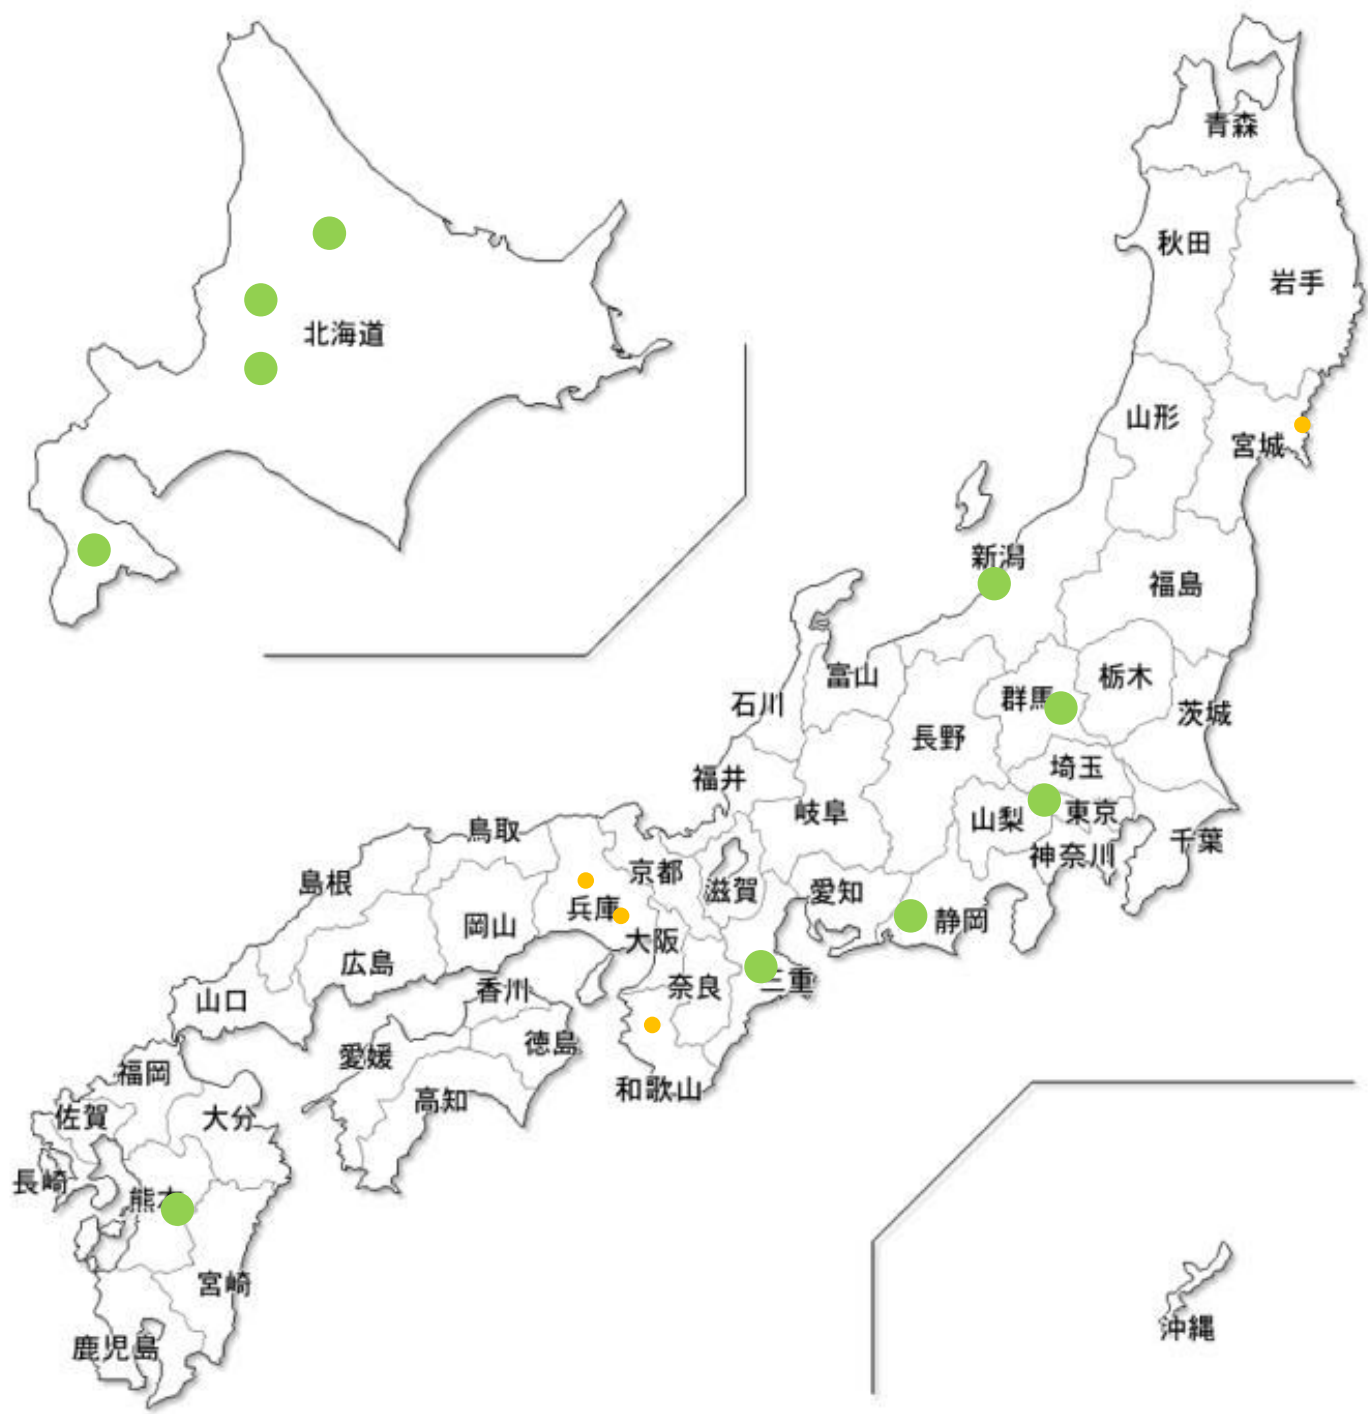 青森
秋田
岩手
北海道
山形
宮城
新潟
福島
富山
群馬
栃木
石川
茨城
長野
福井
埼玉
岐阜
山梨
東京
鳥取
神奈川
千葉
京都
島根
滋賀
愛知
兵庫
岡山
静岡
大阪
広島
奈良
三重
香川
山口
徳島
愛媛
福岡
和歌山
高知
佐賀
大分
長崎
熊本
宮崎
沖縄
鹿児島